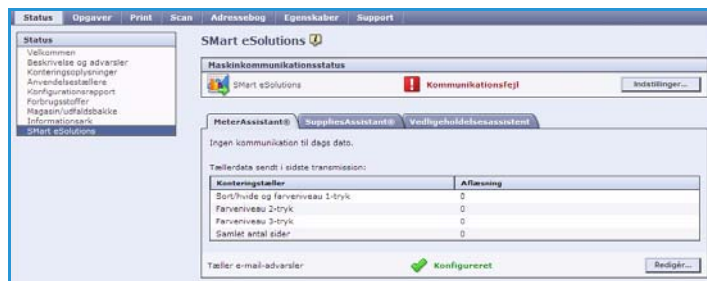 Status Opgaver Print Scan Adressebog Egenskaber Support
Status
Velkommen
Beskrivelse og advarsler
Konteringsoplysninger
Anvendelsestællere
Konfigurationsrapport
Forbrugsstoffer
Magasin/udfaldsbakke
Informationsark
SMart eSolutions
SMart eSolutions
Maskinkommunikationsstatus
SMart eSolutions Kommunikationsfejl Indstillinger...
MeterAssistant® SuppliesAssistant® Vedligeholdelsesassistent
Ingen kommunikation til dags dato.
Tællerdata sendt i sidste transmission:
Konteringstæller Aflæsning
Sort/hvide og farveniveau 1-tryk 0
Farveniveau 2-tryk 0
Farveniveau 3-tryk 0
Samlet antal sider 0
Tæller e-mail-advarsler Konfigureret Redigér...